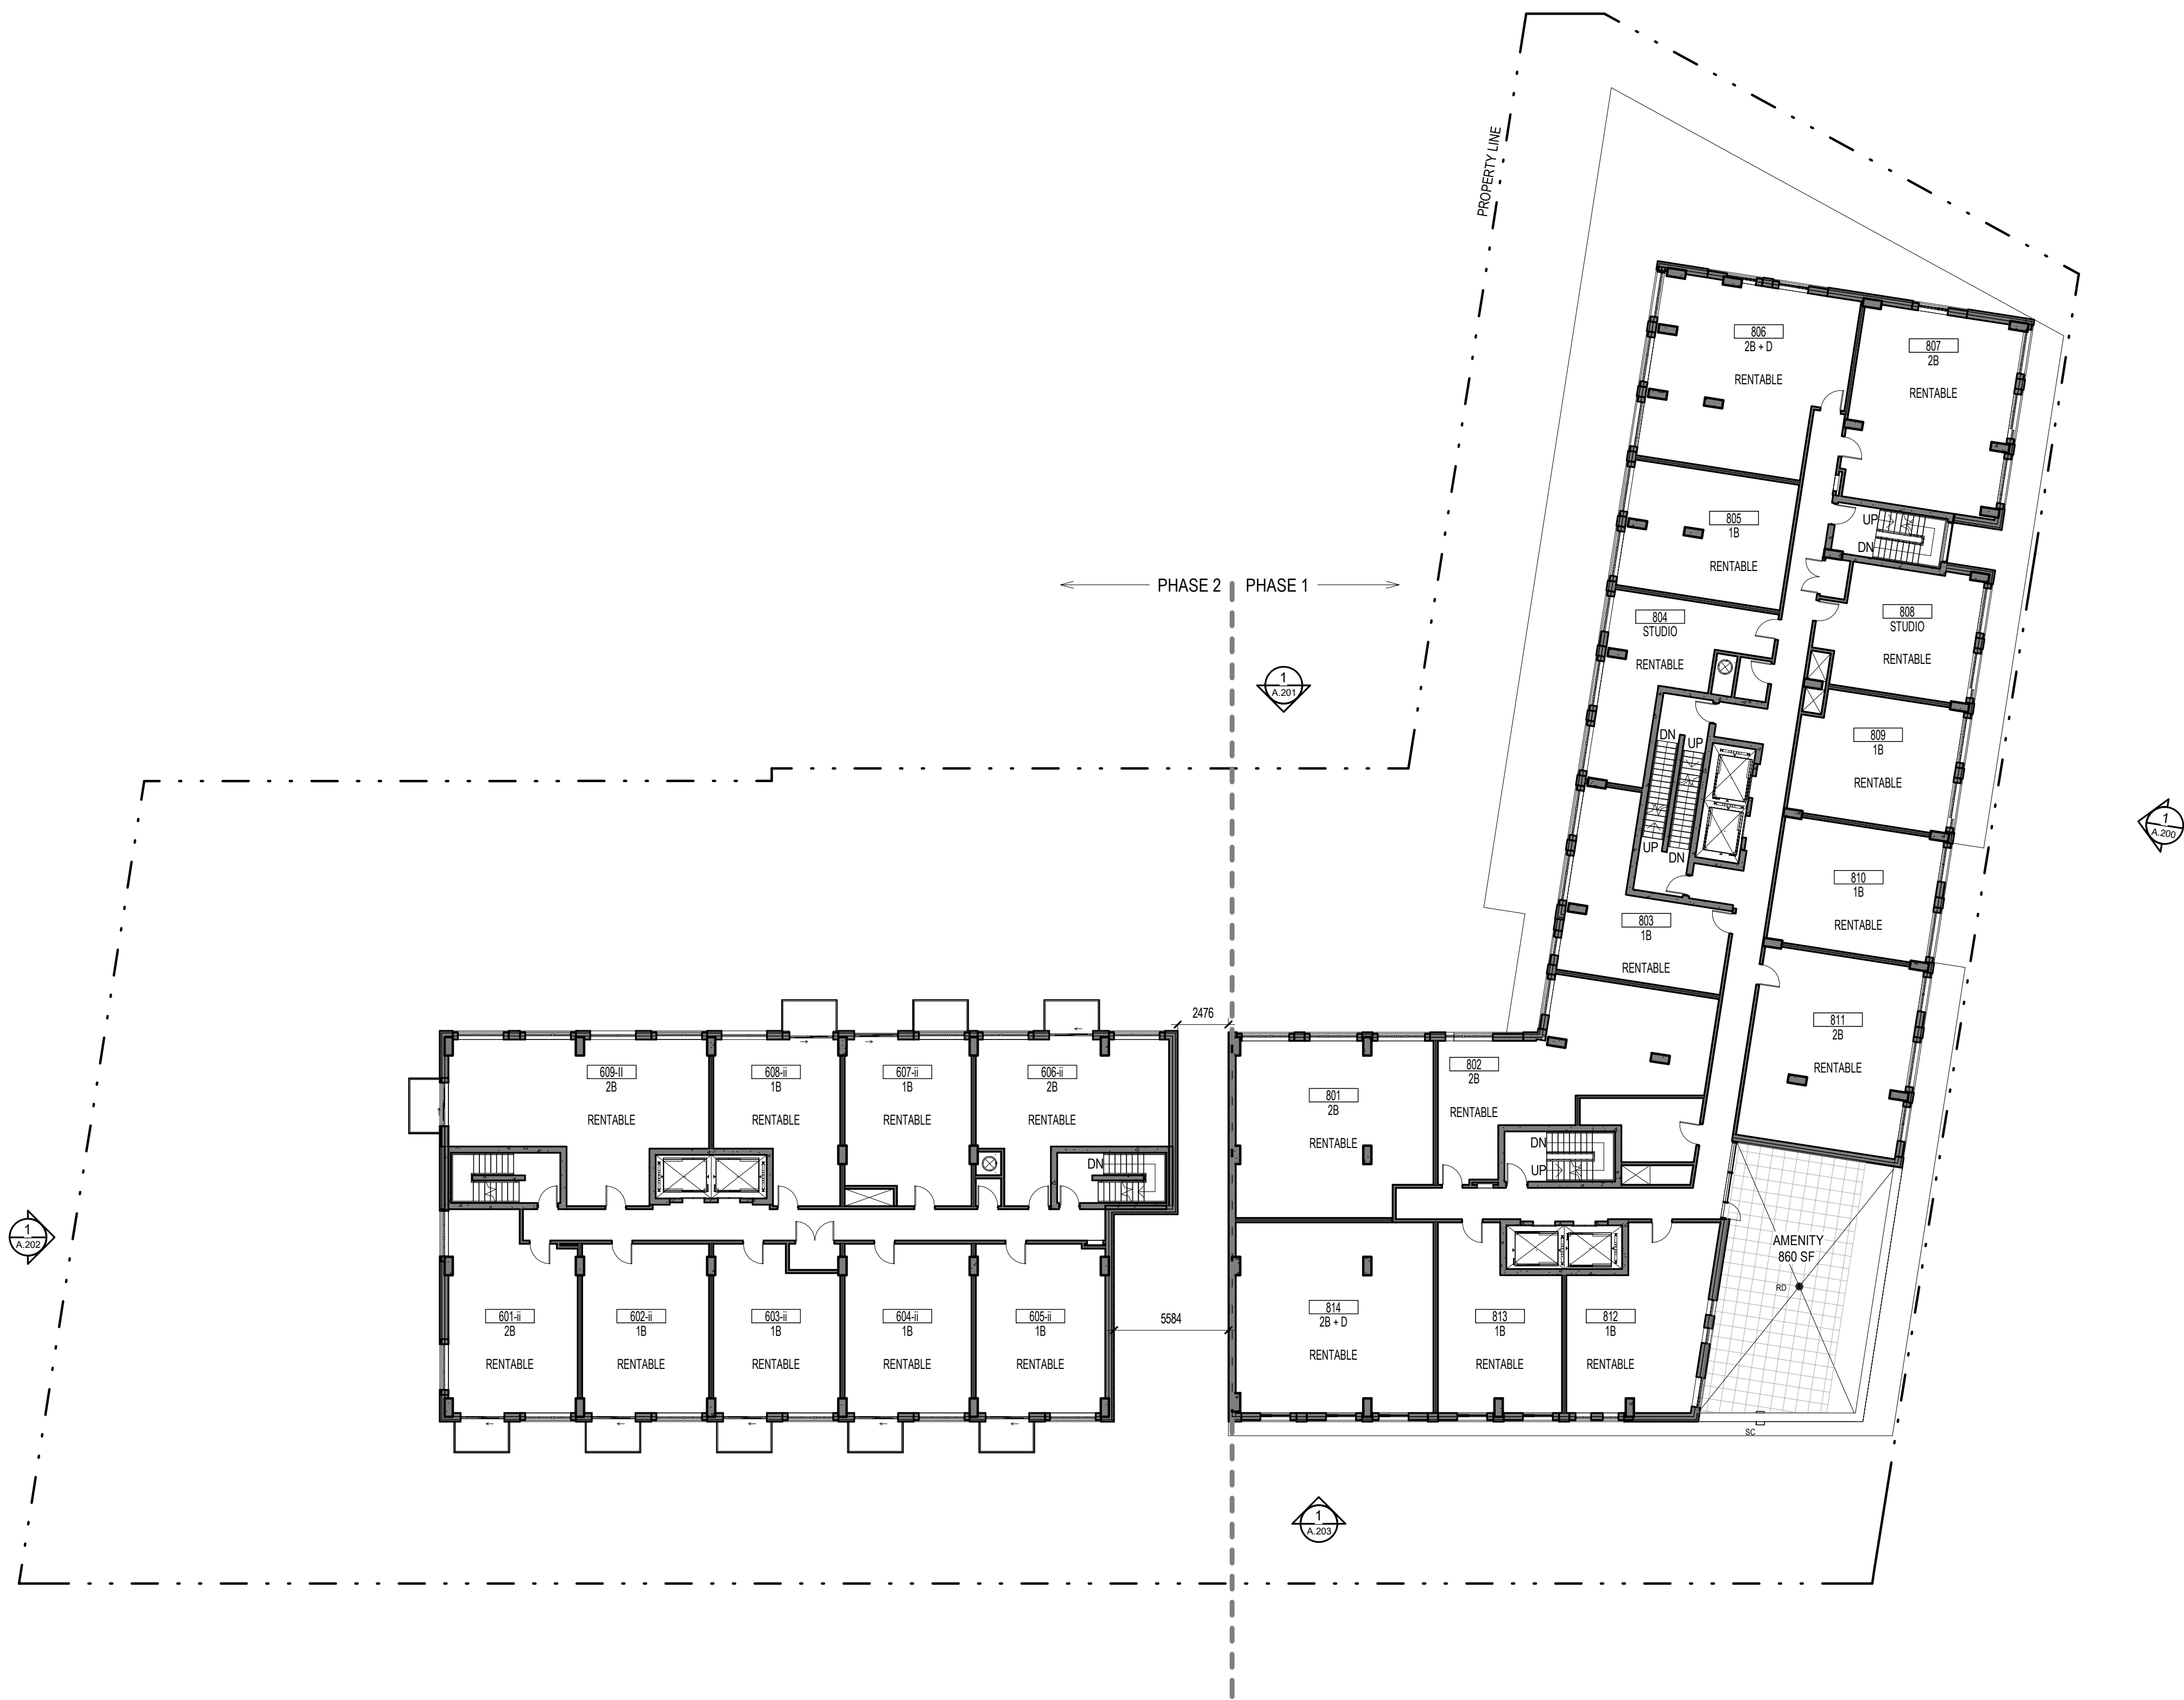 PROPERTY LINE
806
2B + D
RENTABLE
807
2B
RENTABLE
805
1B
RENTABLE
UP
DN
PHASE 2
PHASE 1
804
STUDIO
RENTABLE
808
STUDIO
RENTABLE
1
A.201
DN
UP
809
1B
RENTABLE
1
A.200
UP
DN
810
1B
RENTABLE
803
1B
RENTABLE
2476
811
2B
RENTABLE
609-II
2B
RENTABLE
608-ii
1B
RENTABLE
607-ii
1B
RENTABLE
606-ii
2B
RENTABLE
801
2B
RENTABLE
802
2B
RENTABLE
DN
DN
UP
1
A.202
AMENITY
860 SF
RD
601-ii
2B
RENTABLE
602-ii
1B
RENTABLE
603-ii
1B
RENTABLE
604-ii
1B
RENTABLE
605-ii
1B
RENTABLE
5584
814
2B + D
RENTABLE
813
1B
RENTABLE
812
1B
RENTABLE
SC
1
A.203